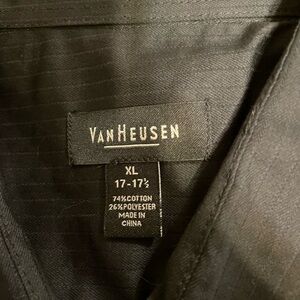 VANHEUSEN
XL
17-17½
74%COTTON
26%POLYESTER
MADE IN
CHINA